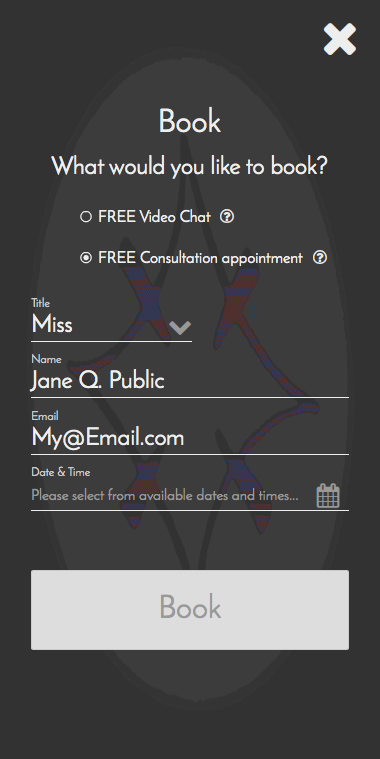 Book
What would you like to book?
FREE Video Chat
FREE Consultation appointment
Title
Miss
Name
Jane Q. Public
Email
My@Email.com
Date & Time
Please select from available dates and times...
Book